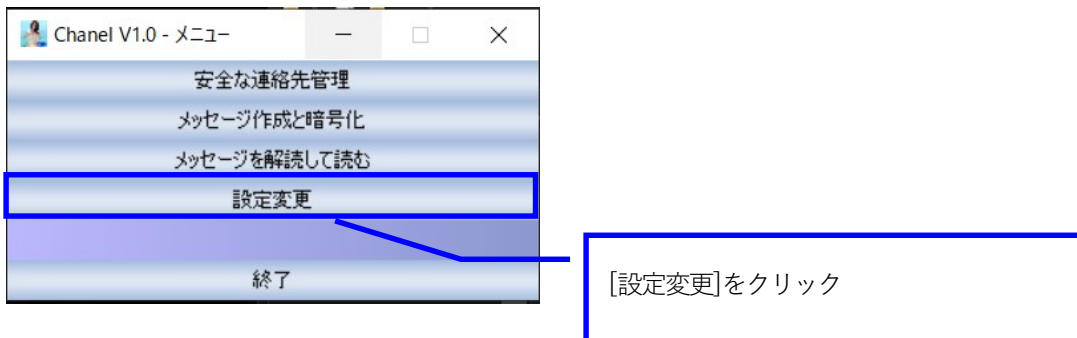 Chanel V1.0 - メニュー
安全な連絡先管理
メッセージ作成と暗号化
メッセージを解読して読む
設定変更
終了
[設定変更]をクリック